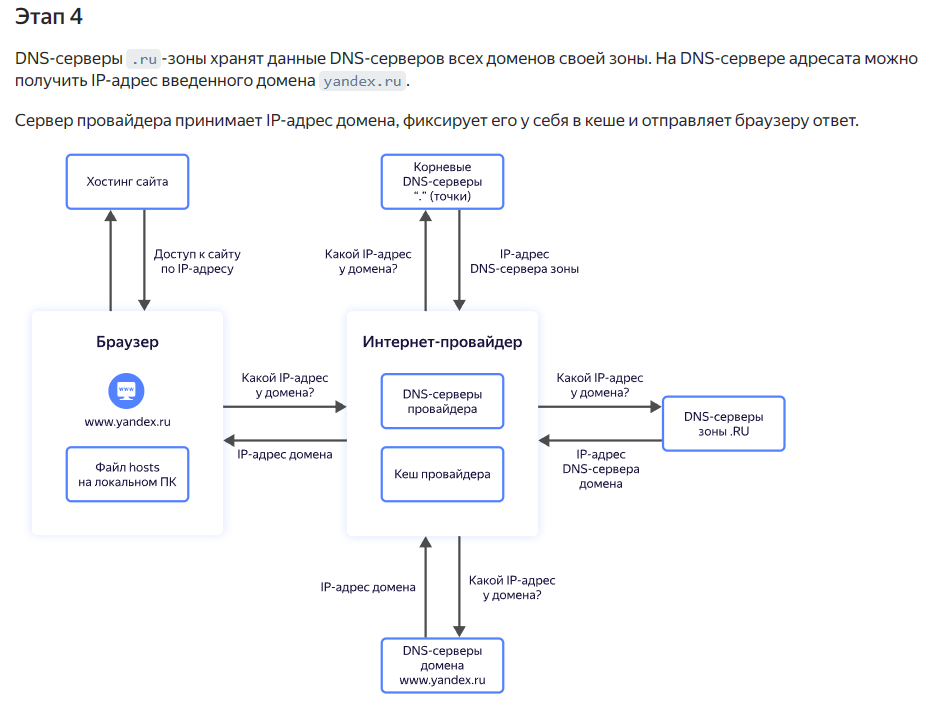 Этап 4
DNS-серверы .ru -зоны хранят данные DNS-серверов всех доменов своей зоны. На DNS-сервере адресата можно
получить IP-адрес введенного домена yandex.ru .
Сервер провайдера принимает IP-адрес домена, фиксирует его у себя в кеше и отправляет браузеру ответ.
Хостинг сайта
Корневые
DNS-серверы
“.” (точки)
Доступ к сайту
по IP-адресу
Какой IP-адрес
у домена?
IP-адрес
DNS-сервера зоны
Браузер
www
www.yandex.ru
Файл hosts
на локальном ПК
Какой IP-адрес
у домена?
IP-адрес домена
Интернет-провайдер
DNS-серверы
провайдера
Кеш провайдера
Какой IP-адрес
у домена?
IP-адрес
DNS-сервера
домена
DNS-серверы
зоны .RU
IP-адрес домена
Какой IP-адрес
у домена?
DNS-серверы
домена
www.yandex.ru